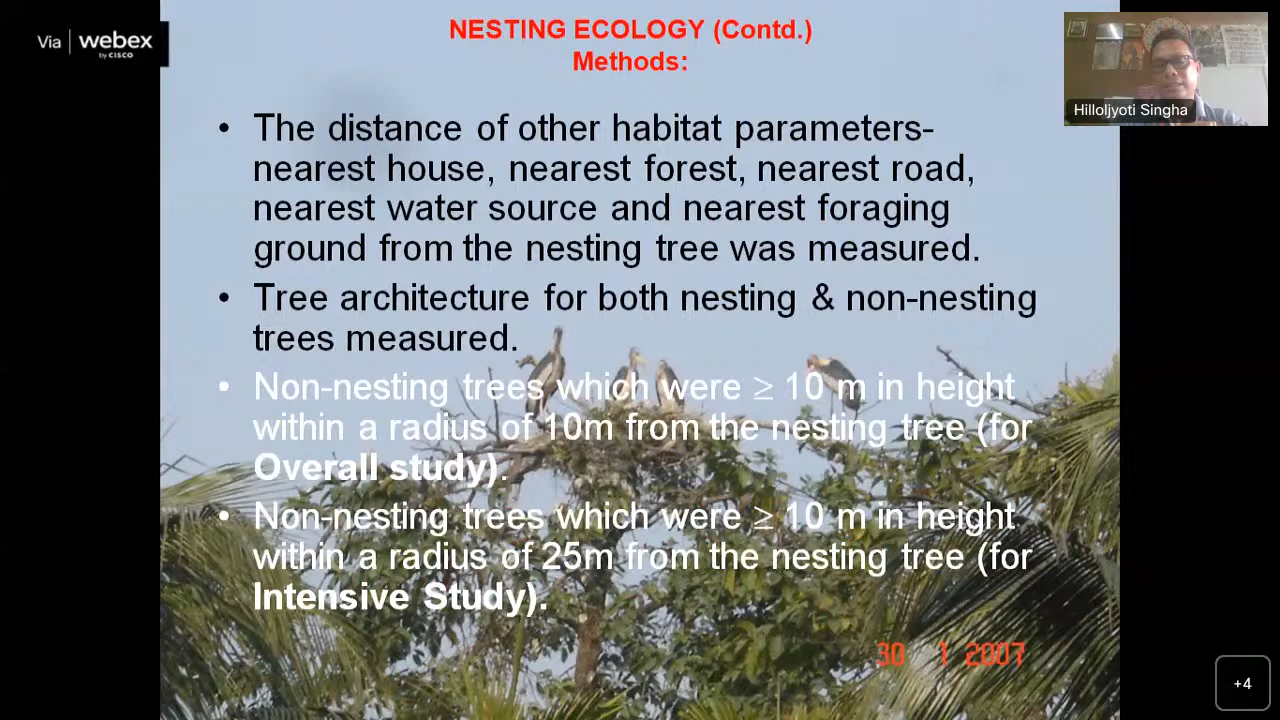 Via webex
by CISCO
NESTING ECOLOGY (Contd.)
Methods:
Hilloljyoti Singha
• The distance of other habitat parameters-
nearest house, nearest forest, nearest road,
nearest water source and nearest foraging
ground from the nesting tree was measured.
• Tree architecture for both nesting & non-nesting
trees measured.
• Non-nesting trees which were ≥ 10 m in height
within a radius of 10m from the nesting tree (for
Overall study).
• Non-nesting trees which were ≥ 10 m in height
within a radius of 25m from the nesting tree (for
Intensive Study).
30 1 2007
+4